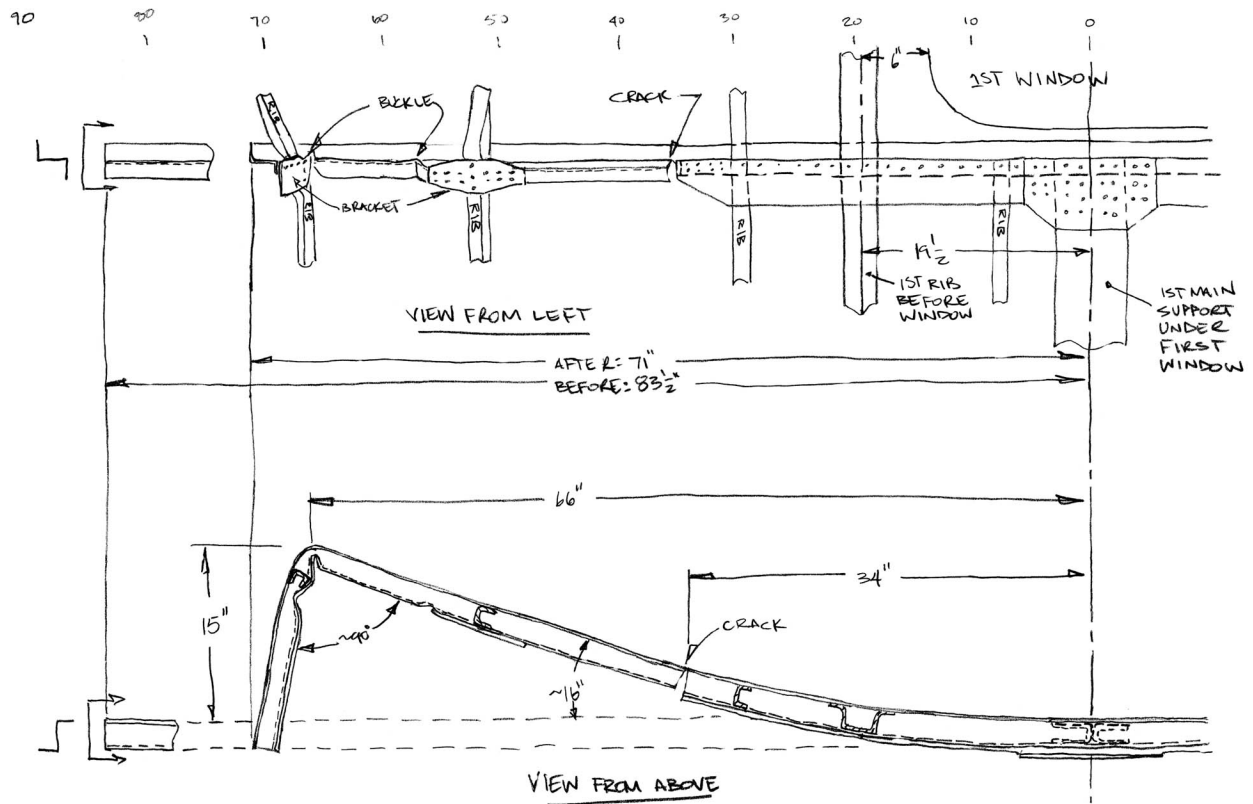 90 80 70 60 50 40 30 20 10 0
6"
1ST WINDOW
BUCKLE
CRACK
RIB
BRACKET
RIB
RIB
RIB
RIB
19 1/2
1ST RIB
BEFORE
WINDOW
1ST MAIN
SUPPORT
UNDER
FIRST
WINDOW
VIEW FROM LEFT
AFTER = 71"
BEFORE = 83 1/2"
66"
34"
15"
~90°
CRACK
~16"
VIEW FROM ABOVE